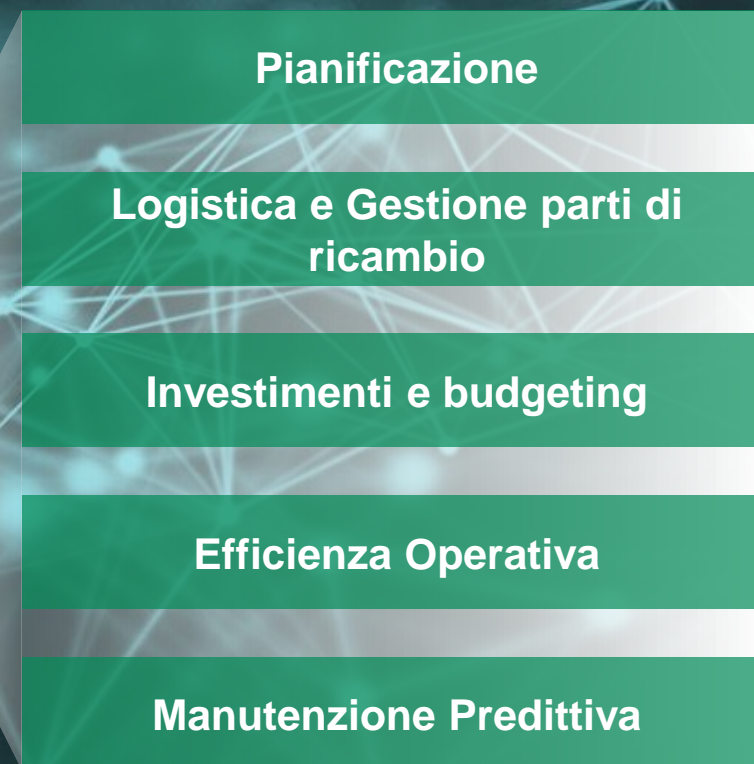 Pianificazione
Logistica e Gestione parti di
ricambio
Investimenti e budgeting
Efficienza Operativa
Manutenzione Predittiva